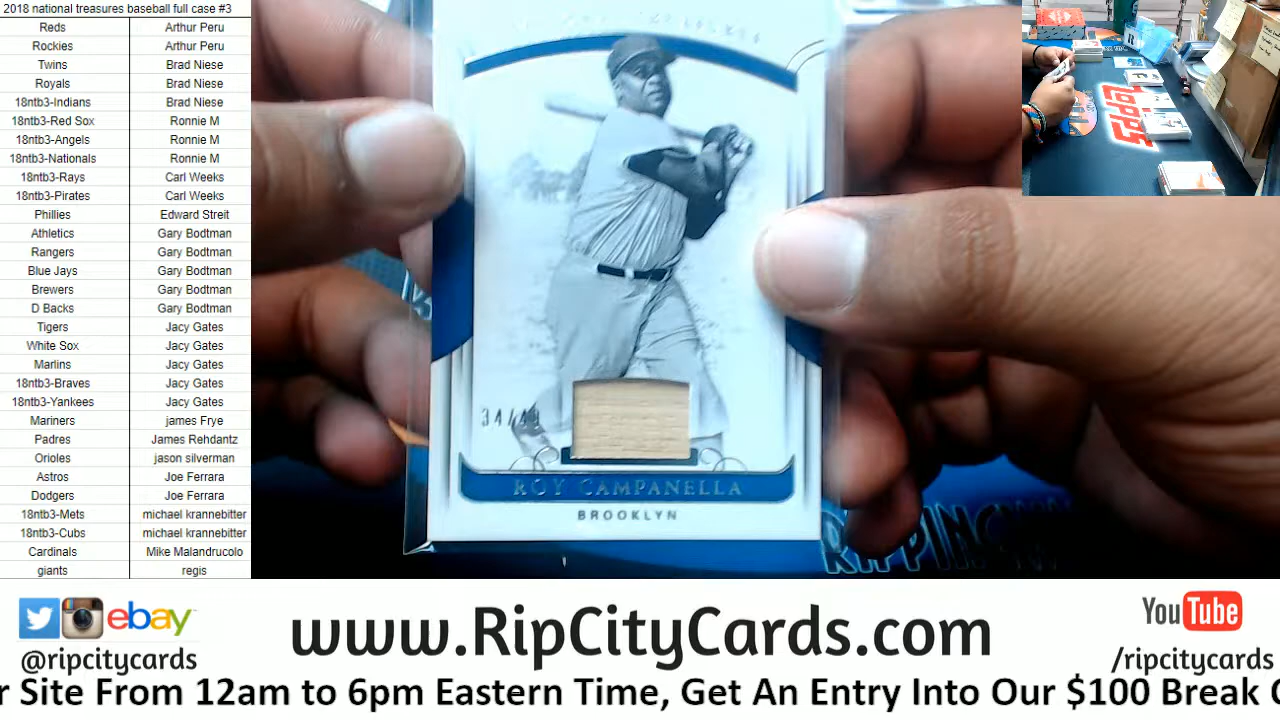 2018 national treasures baseball full case #3
Reds Arthur Peru
Rockies Arthur Peru
Twins Brad Niese
Royals Brad Niese
18ntb3-Indians Brad Niese
18ntb3-Red Sox Ronnie M
18ntb3-Angels Ronnie M
18ntb3-Nationals Ronnie M
18ntb3-Rays Carl Weeks
18ntb3-Pirates Carl Weeks
Phillies Edward Streit
Athletics Gary Bodtman
Rangers Gary Bodtman
Blue Jays Gary Bodtman
Brewers Gary Bodtman
D Backs Gary Bodtman
Tigers Jacy Gates
White Sox Jacy Gates
Marlins Jacy Gates
18ntb3-Braves Jacy Gates
18ntb3-Yankees Jacy Gates
Mariners james Frye
Padres James Rehdantz
Orioles jason silverman
Astros Joe Ferrara
Dodgers Joe Ferrara
18ntb3-Mets michael krannebitter
18ntb3-Cubs michael krannebitter
Cardinals Mike Malandrucolo
giants regis
34/49
ROY CAMPANELLA
BROOKLYN
topps
ebay
@ripcitycards
www.RipCityCards.com
YouTube
/ripcitycards
r Site From 12am to 6pm Eastern Time, Get An Entry Into Our $100 Break